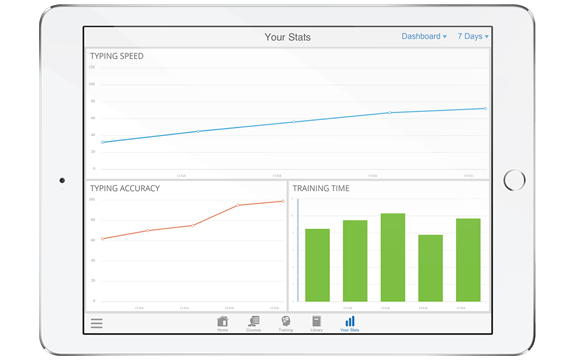 Your Stats
Dashboard ▾ 7 Days ▾
TYPING SPEED
120
100
80
60
40
20
0
TYPING ACCURACY
100
80
60
40
20
0
TRAINING TIME
Home
Courses
Training
Library
Your Stats